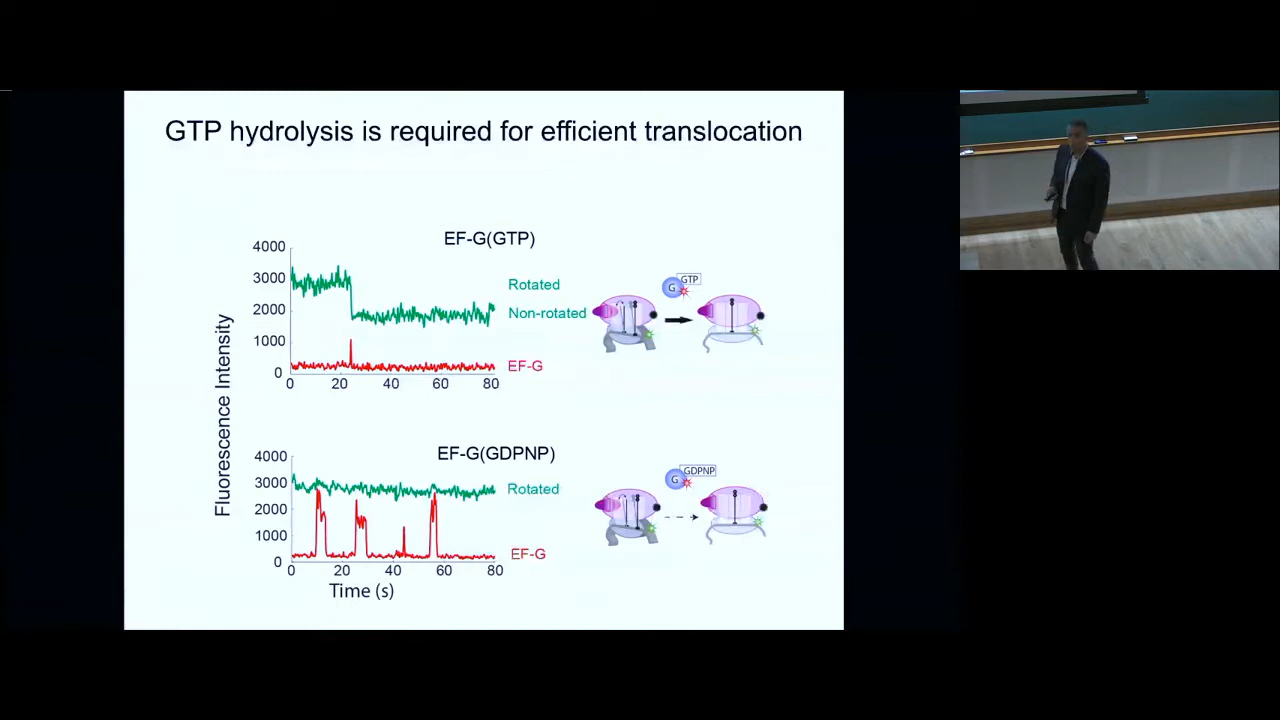 GTP hydrolysis is required for efficient translocation
EF-G(GTP)
4000
3000
2000
1000
0
0 20 40 60 80
Rotated
Non-rotated
EF-G
G GTP
Fluorescence Intensity
EF-G(GDPNP)
4000
3000
2000
1000
0
0 20 40 60 80
Time (s)
Rotated
EF-G
G GDPNP